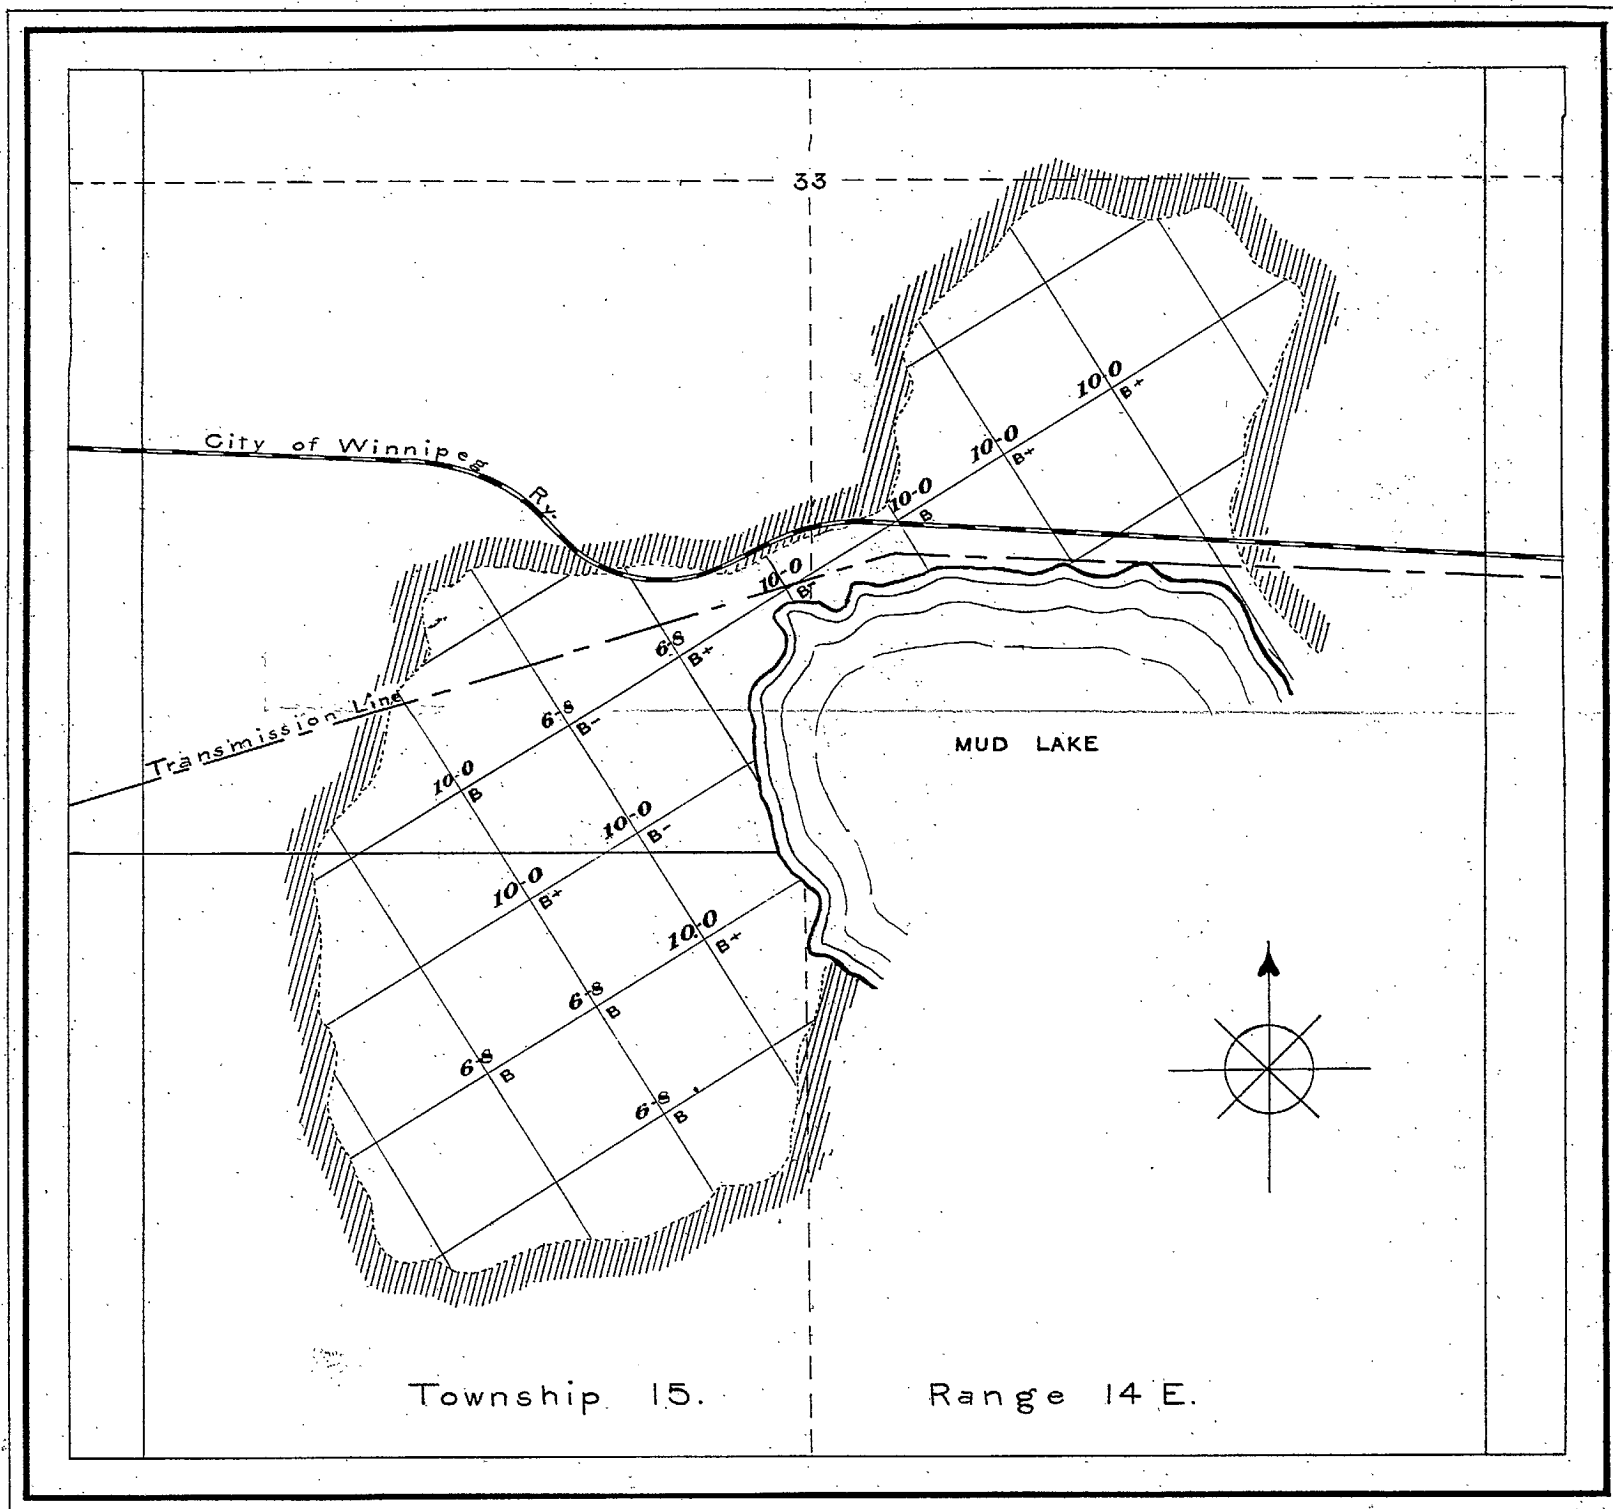 33
10-0
B+
10-0
B+
City of Winnipeg Ry.
10-0
B
10-0
6-8
B+
6-8
B-
Transmission Line
MUD LAKE
10-0
B
10-0
B-
10-0
B+
10-0
B+
6-8
B
6-8
B
6-8
B
Township 15. Range 14 E.